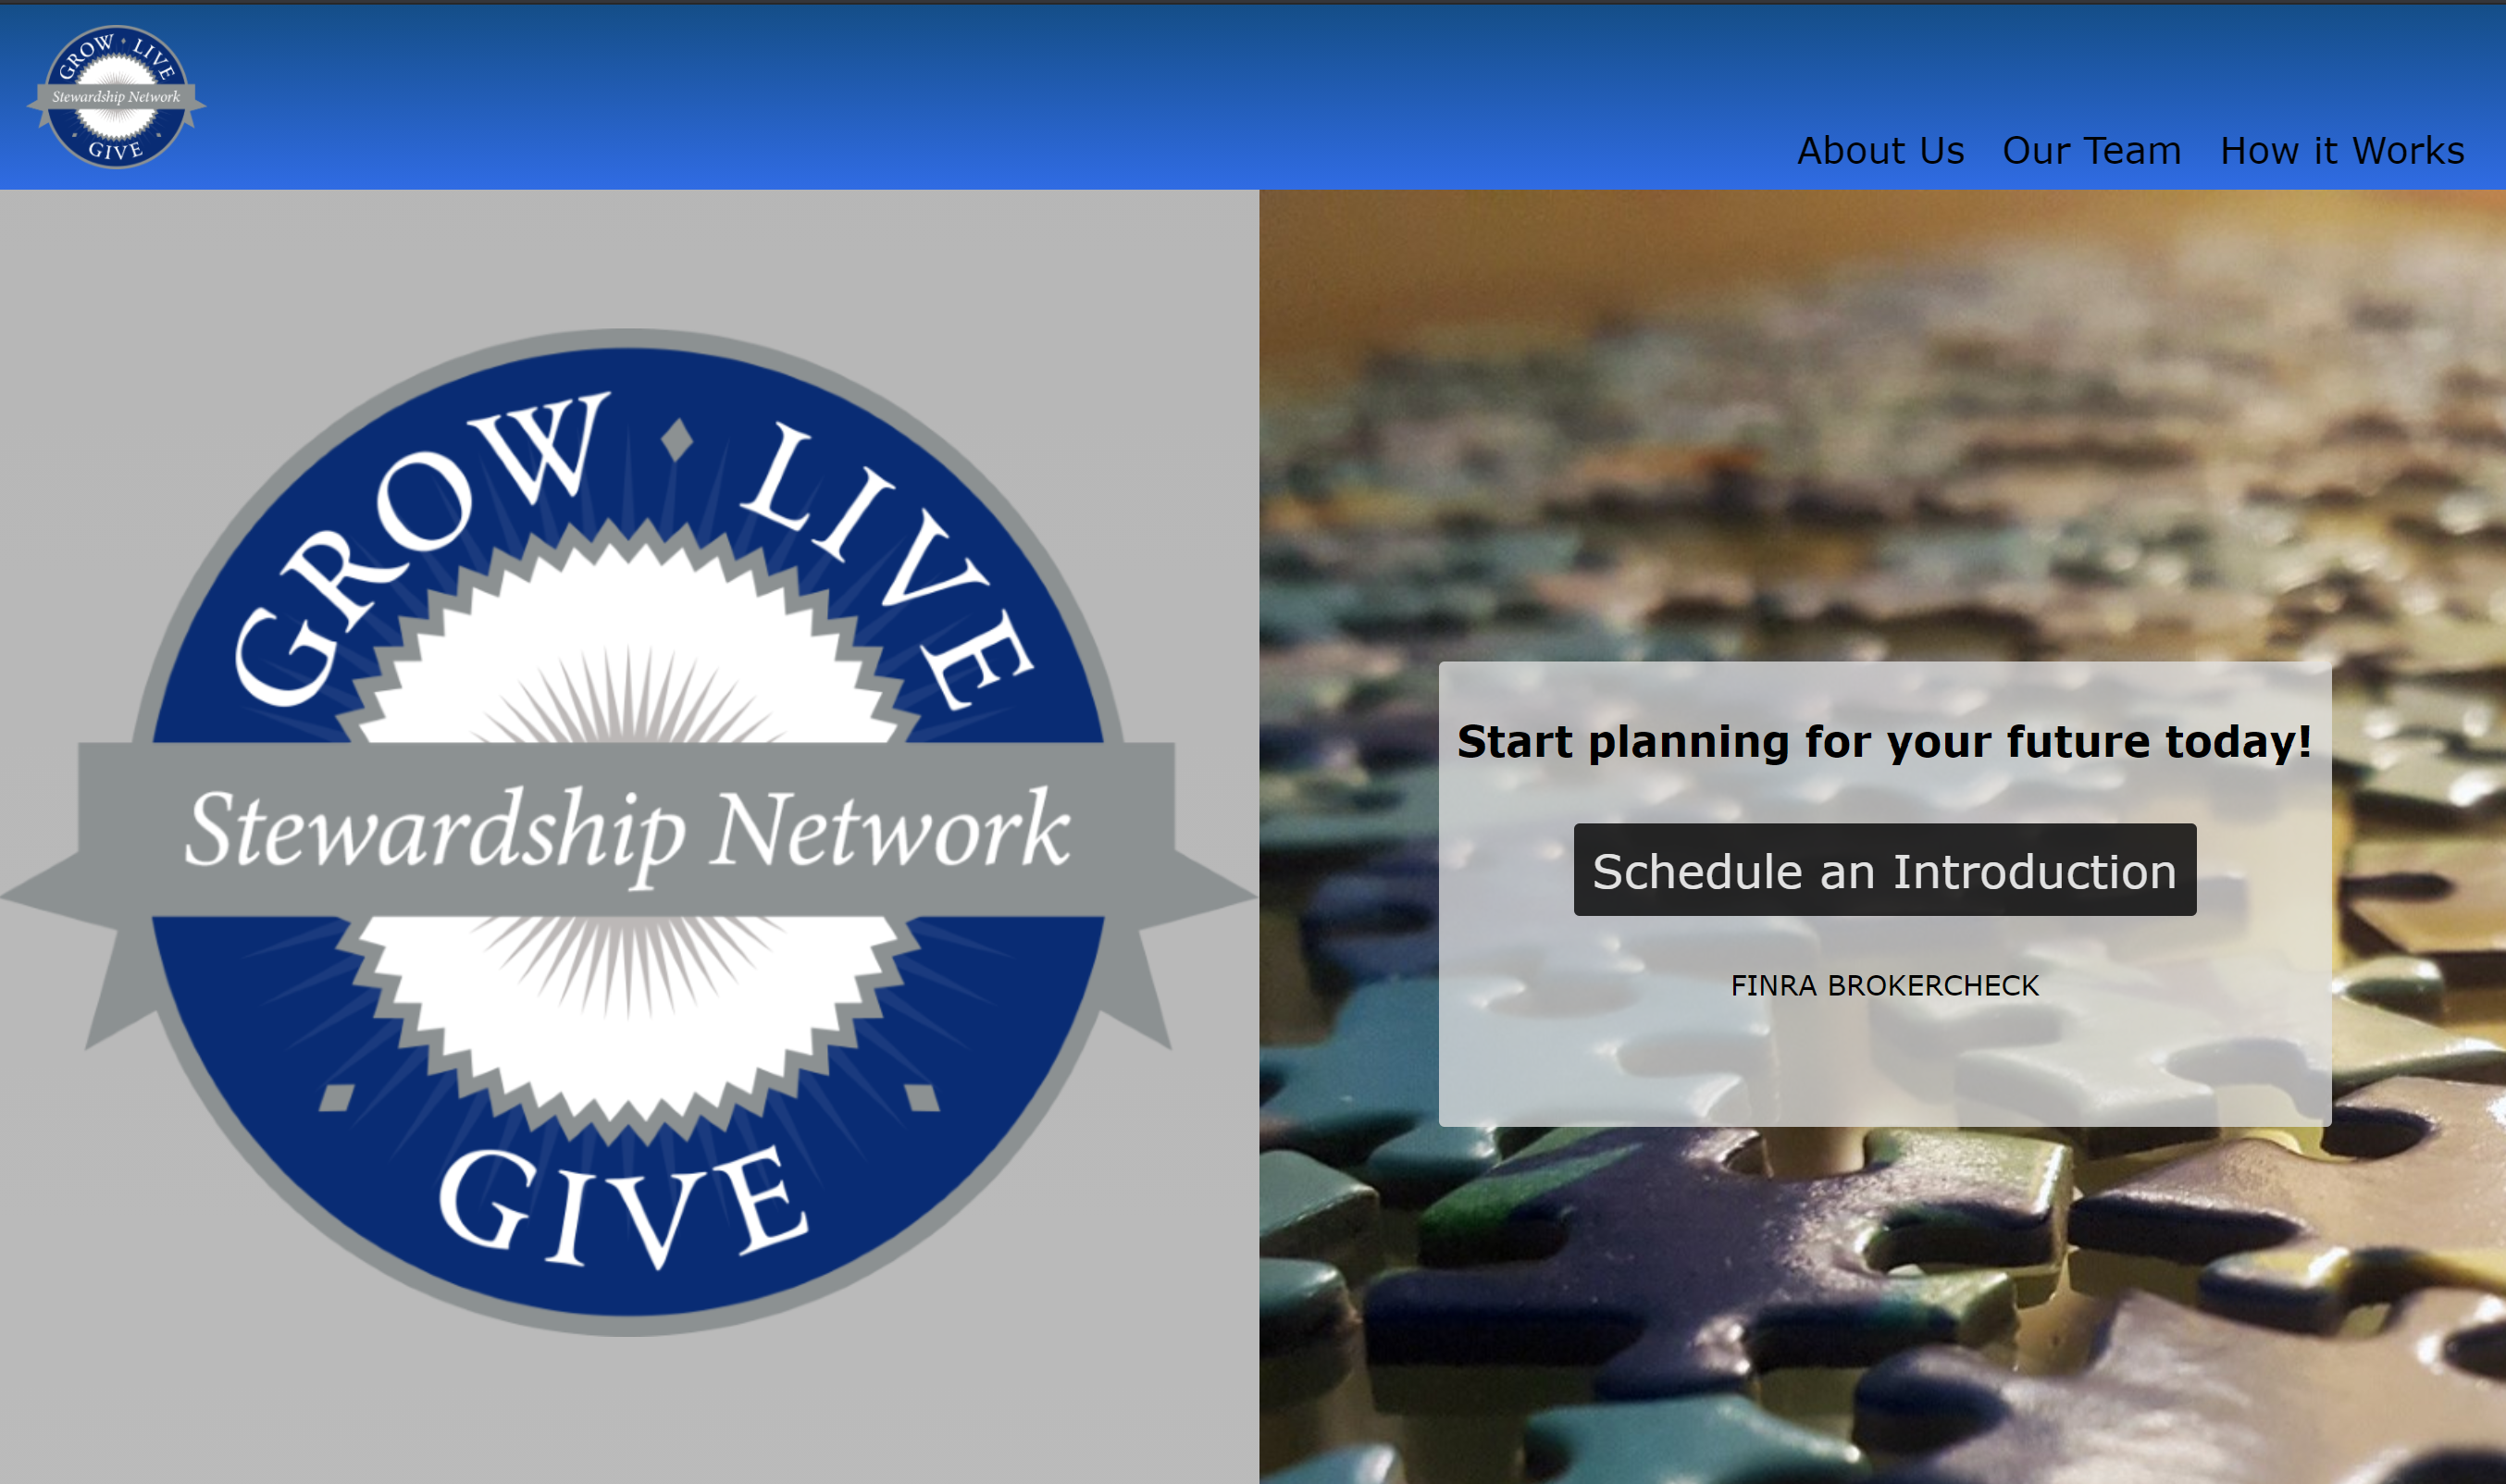 GROW · LIVE
Stewardship Network
GIVE
About Us Our Team How it Works
GROW LIVE
Stewardship Network
GIVE
Start planning for your future today!
Schedule an Introduction
FINRA BROKERCHECK